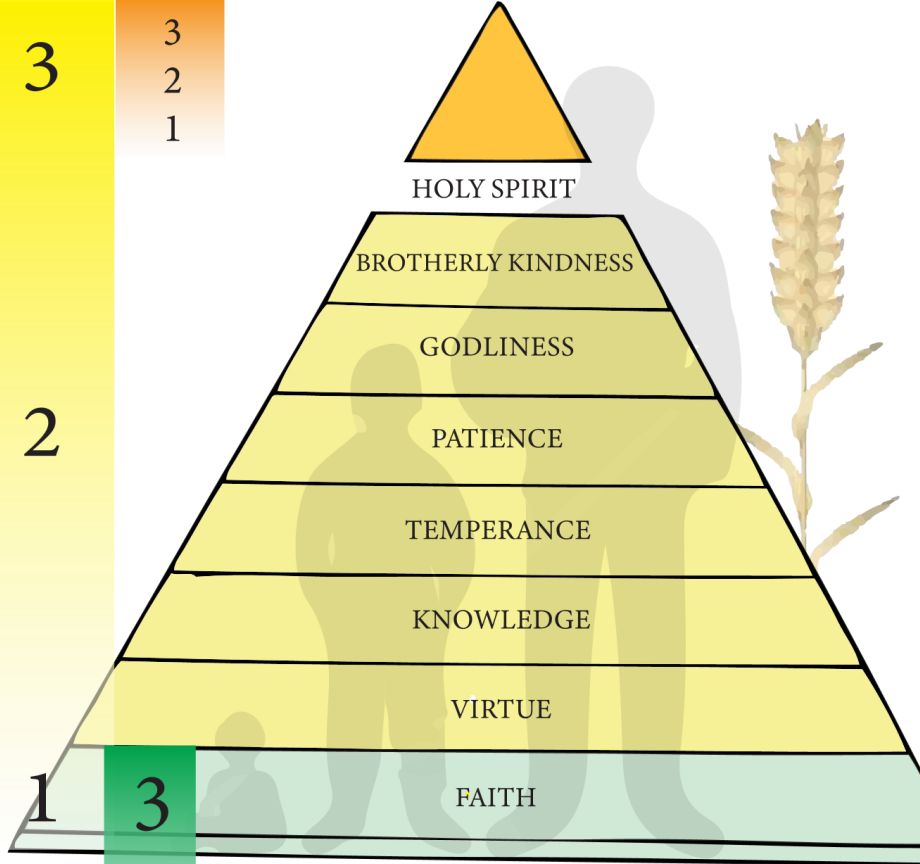 3
3
2
1
HOLY SPIRIT
BROTHERLY KINDNESS
GODLINESS
2
PATIENCE
TEMPERANCE
KNOWLEDGE
VIRTUE
1
3
FAITH